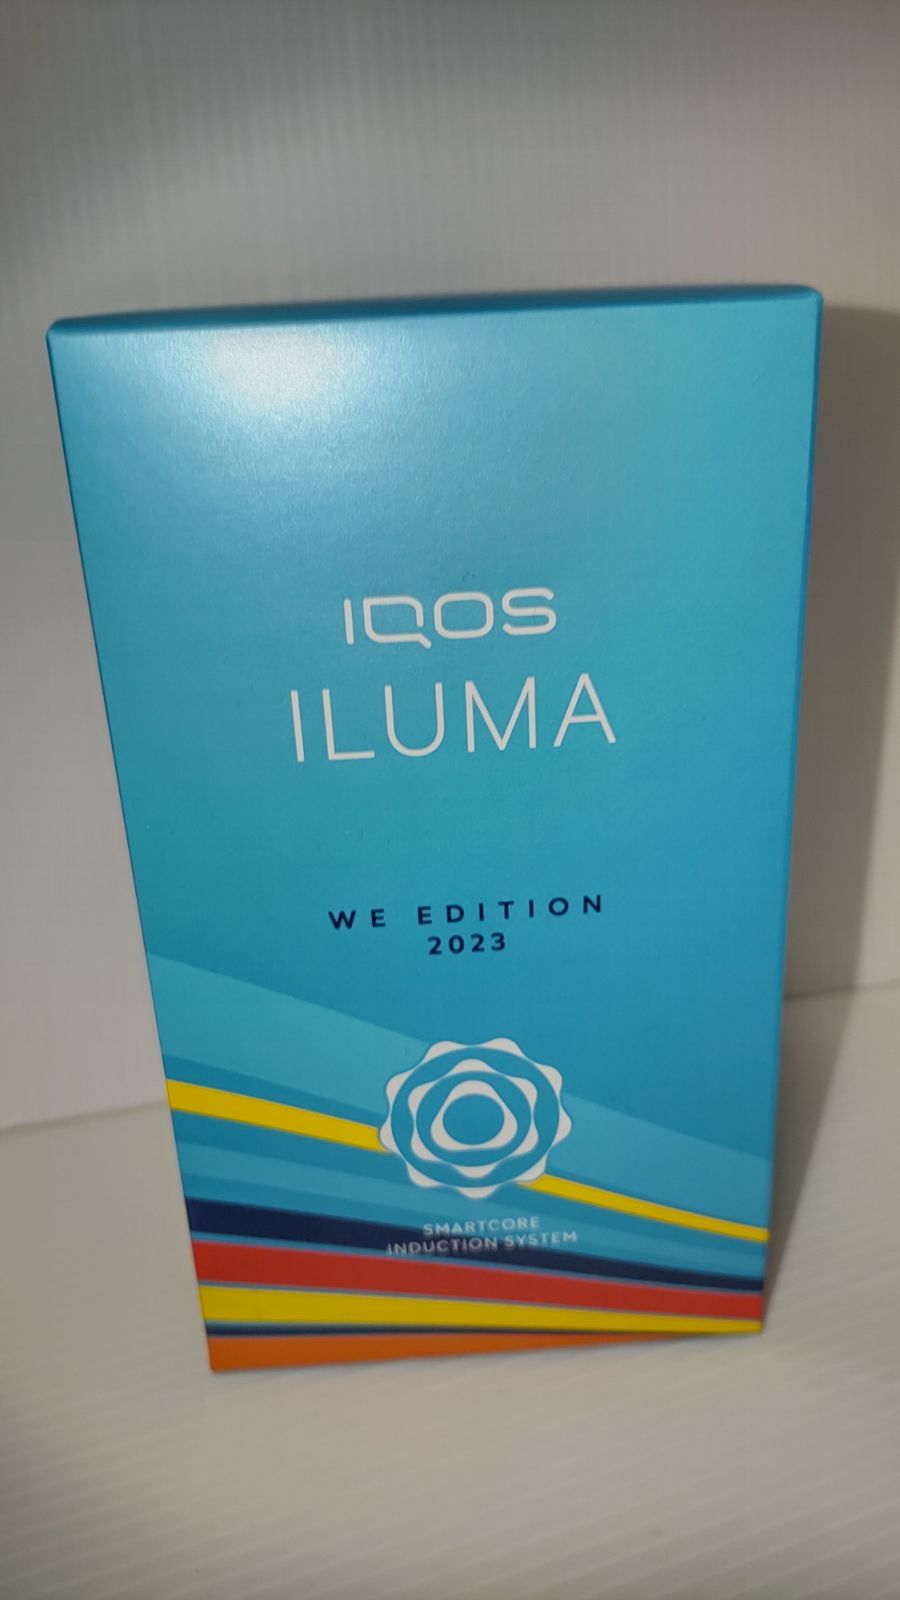 IQOS
ILUMA
WE EDITION
2023
SMARTCORE
INDUCTION SYSTEM